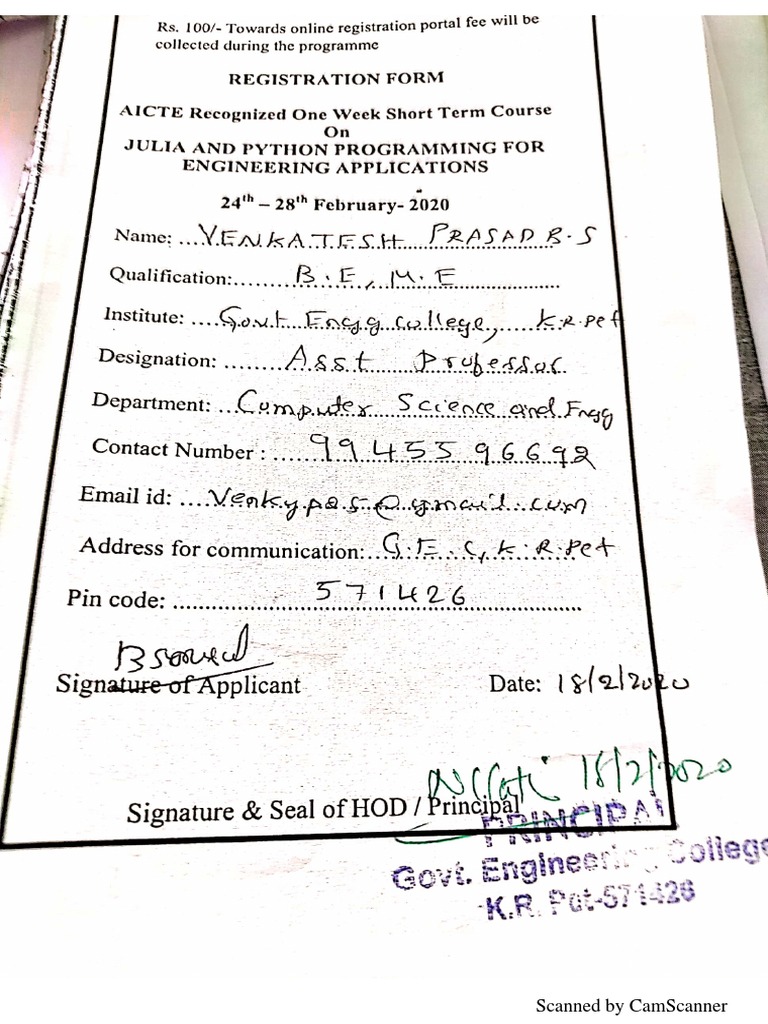 Rs. 100/- Towards online registration portal fee will be
collected during the programme
REGISTRATION FORM
AICTE Recognized One Week Short Term Course
On
JULIA AND PYTHON PROGRAMMING FOR
ENGINEERING APPLICATIONS
24th – 28th February- 2020
Name: ...VENKATESH PRASAD B.S
Qualification:........B.E, M.E...................
Institute: ....Govt Engg college, ..... K.R.Pet
Designation: ........Asst Professor
Department: ..Computer Science and Engg
Contact Number : .....9945596692
Email id: ....venkypas@gmail.com
Address for communication:..G.E.C, K.R.Pet
Pin code: ..........571426..........
Signature of Applicant Date: 18/2/2020
18/2/2020
Signature & Seal of HOD / Principal
PRINCIPAL
Govt. Engineering College
K.R. Pet-571426
Scanned by CamScanner